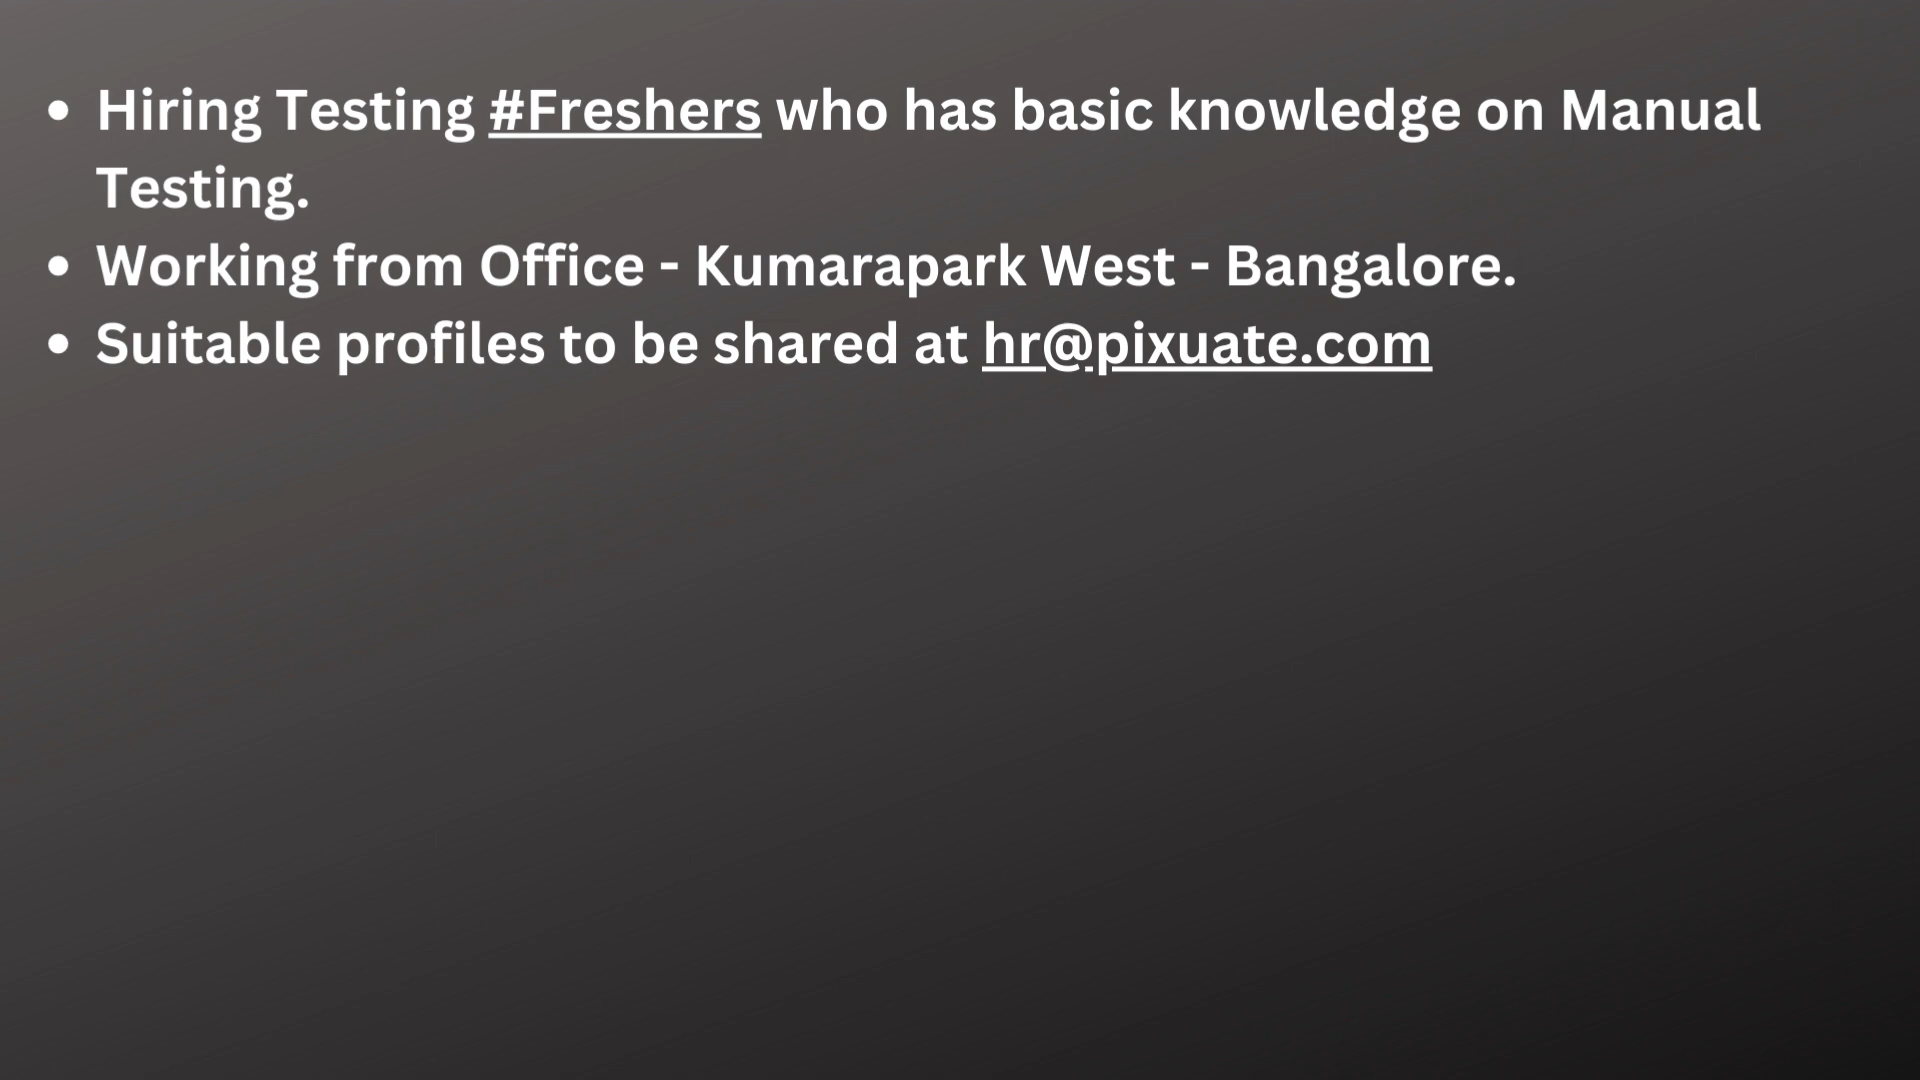 • Hiring Testing #Freshers who has basic knowledge on Manual
Testing.
• Working from Office - Kumarapark West - Bangalore.
• Suitable profiles to be shared at hr@pixuate.com